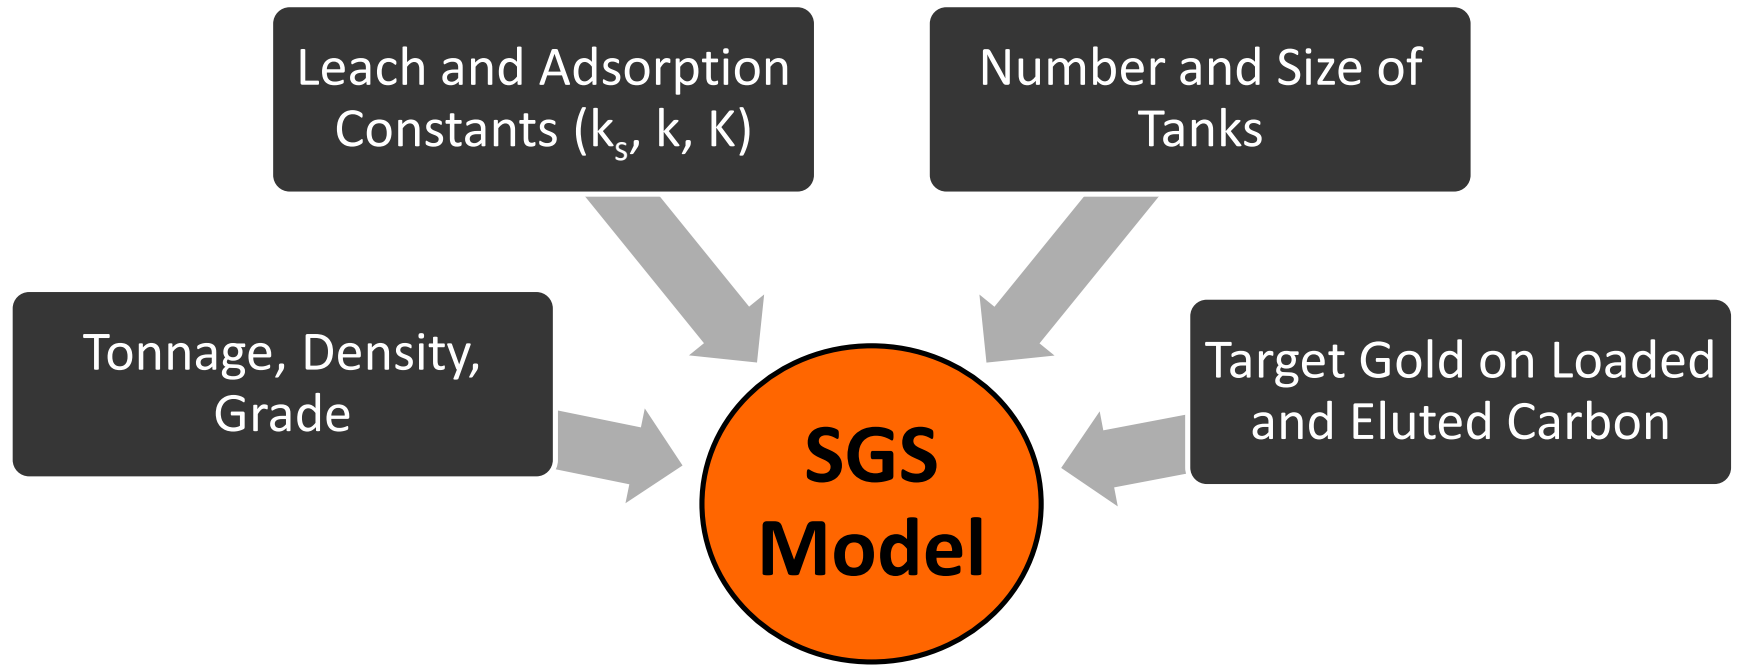 Leach and Adsorption
Constants (kₛ, k, K)
Number and Size of
Tanks
Tonnage, Density,
Grade
Target Gold on Loaded
and Eluted Carbon
SGS
Model